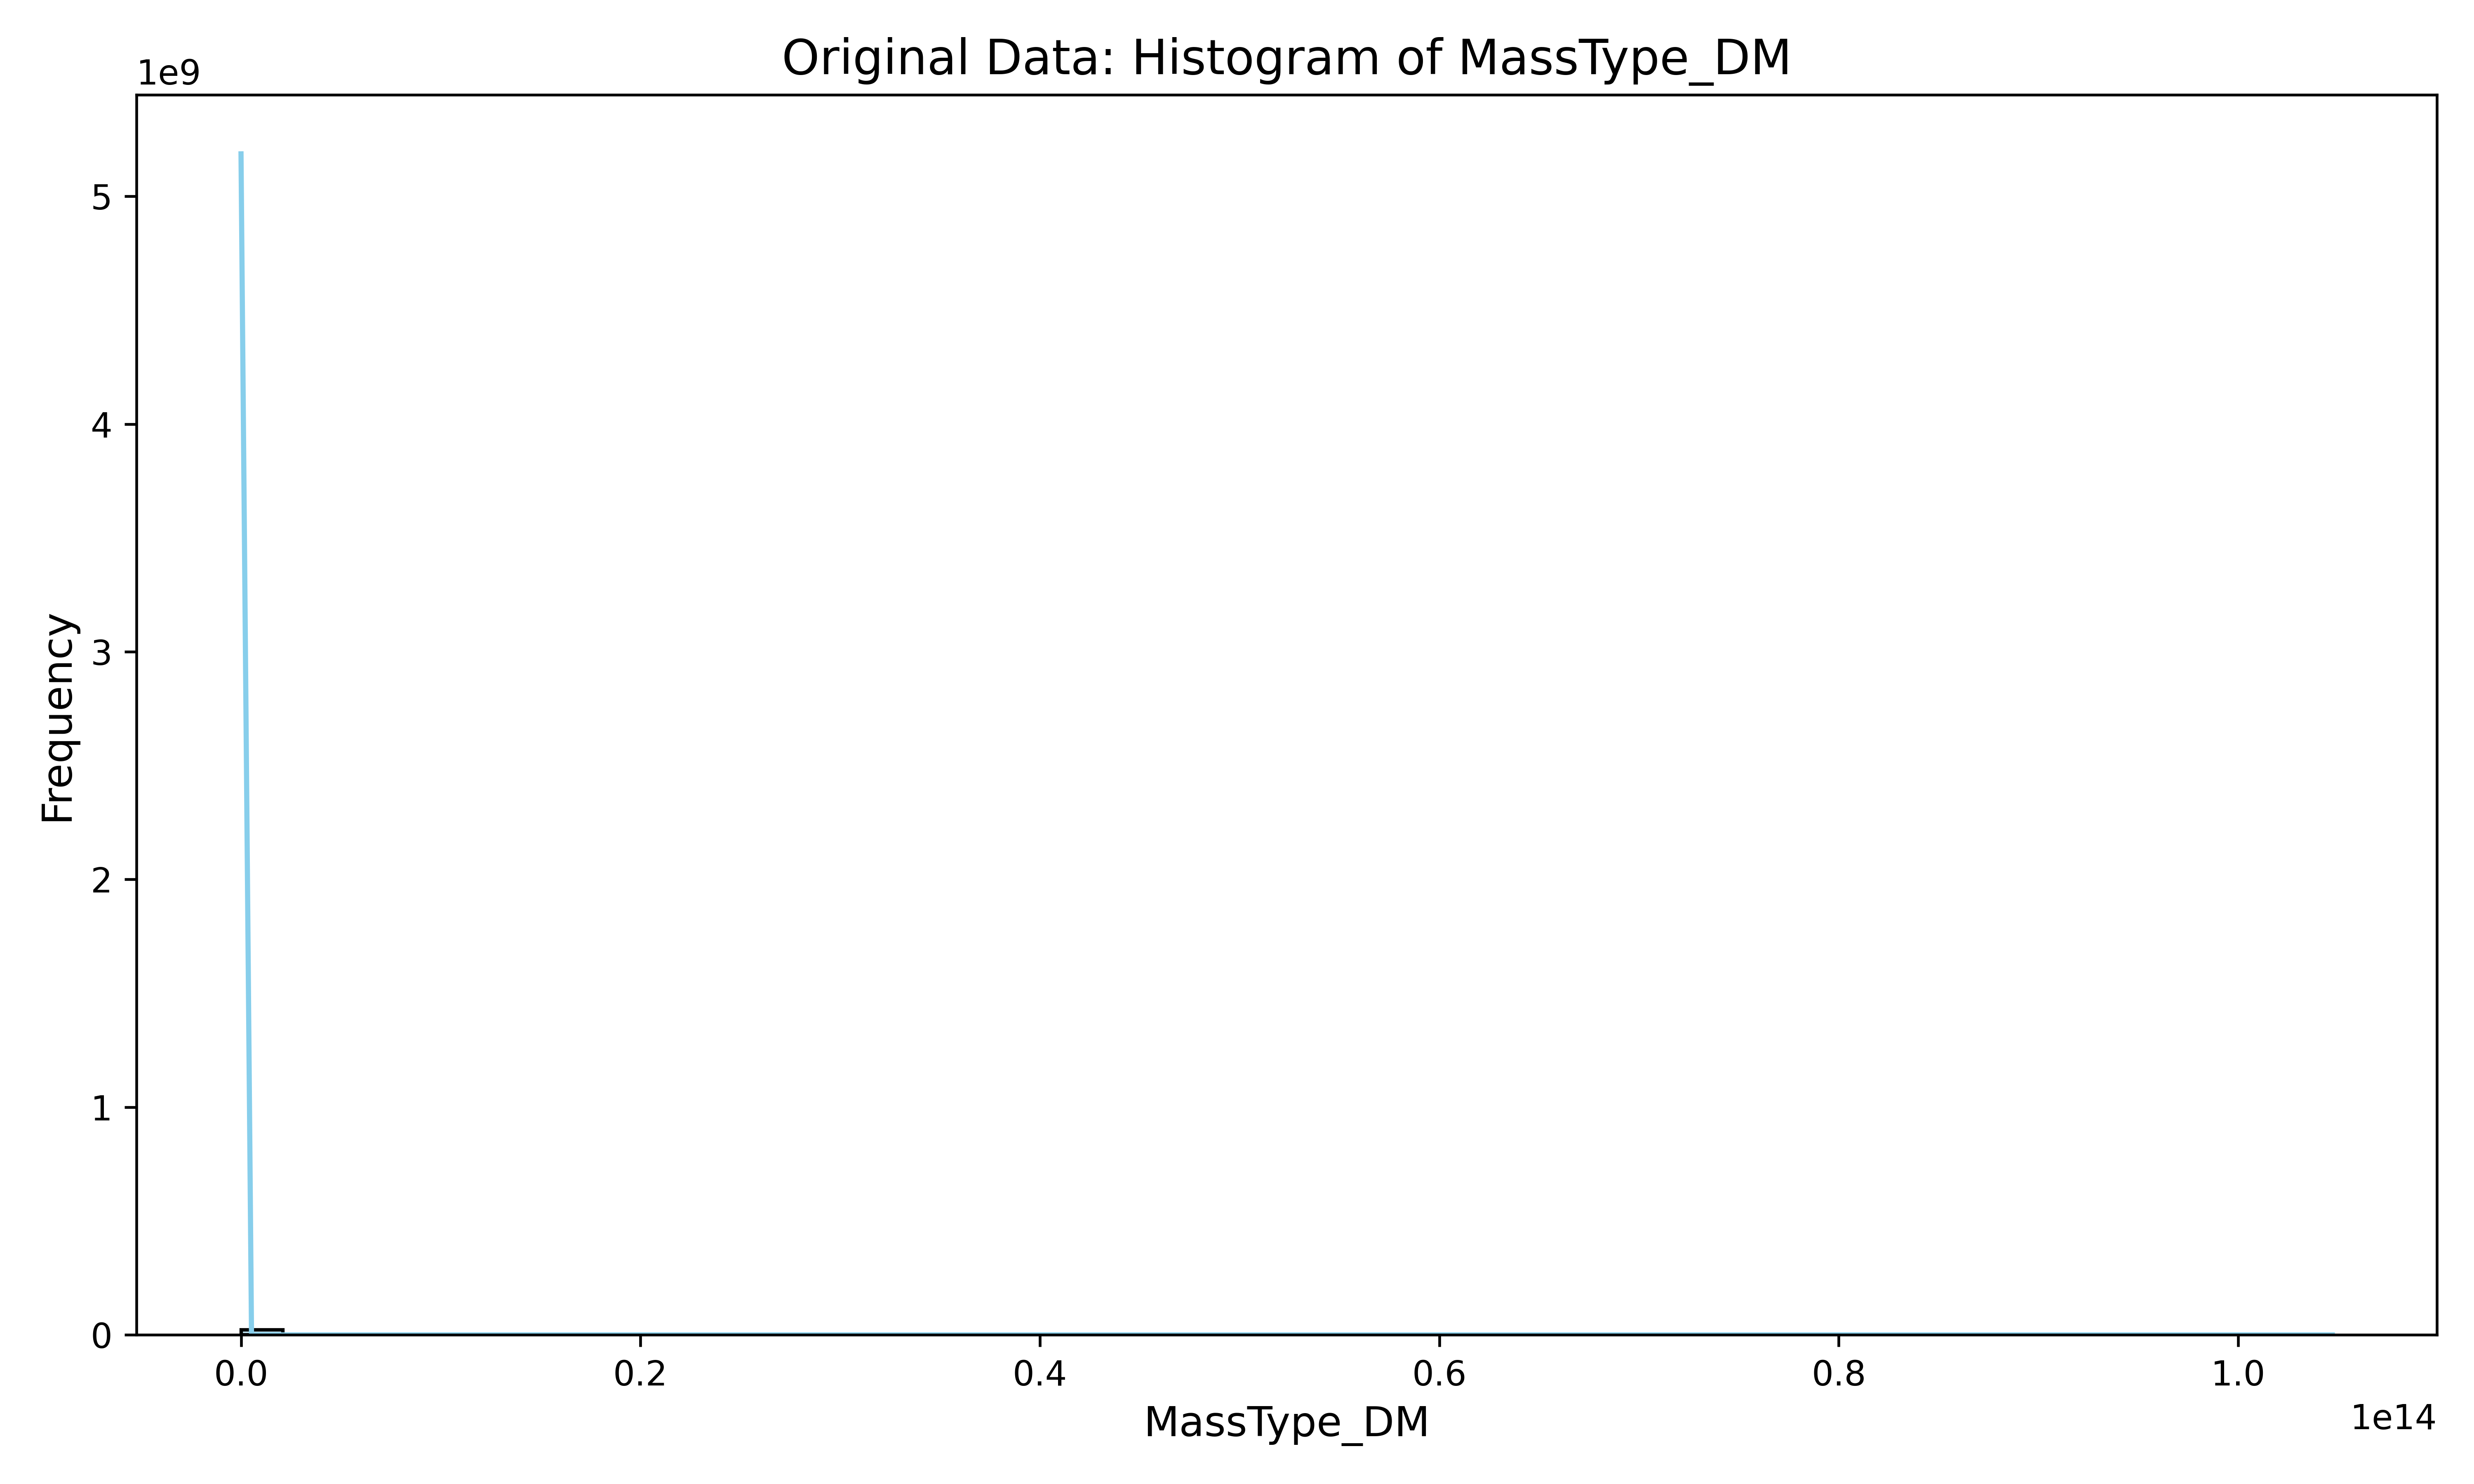 Original Data: Histogram of MassType_DM
1e9
5
4
3
2
1
0
Frequency
0.0 0.2 0.4 0.6 0.8 1.0
1e14
MassType_DM